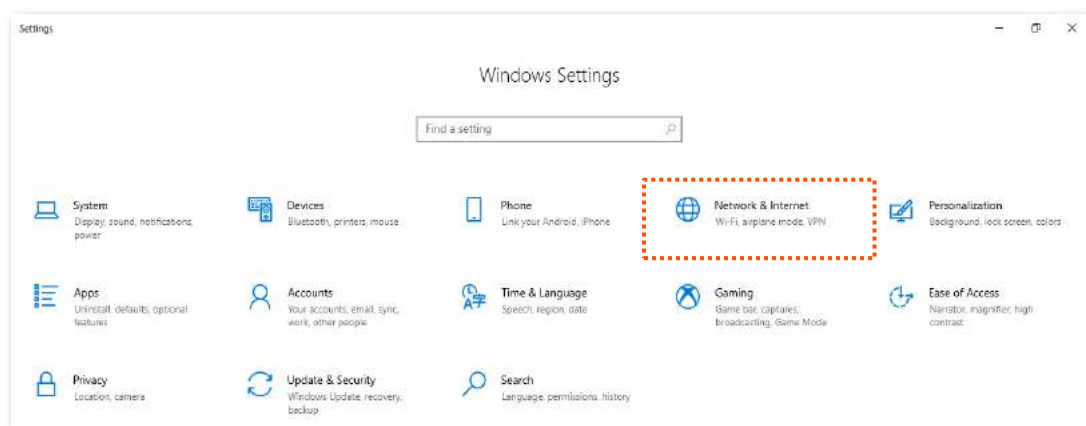 Settings
Windows Settings
Find a setting
System
Display, sound, notifications,
power
Devices
Bluetooth, printers, mouse
Phone
Link your Android, iPhone
Network & Internet
Wi-Fi, airplane mode, VPN
Personalization
Background, lock screen, colors
Apps
Uninstall, defaults, optional
features
Accounts
Your accounts, email, sync,
work, other people
Time & Language
Speech, region, date
Gaming
Game bar, captures,
broadcasting, Game Mode
Ease of Access
Narrator, magnifier, high
contrast
Privacy
Location, camera
Update & Security
Windows Update, recovery,
backup
Search
Language, permissions, history